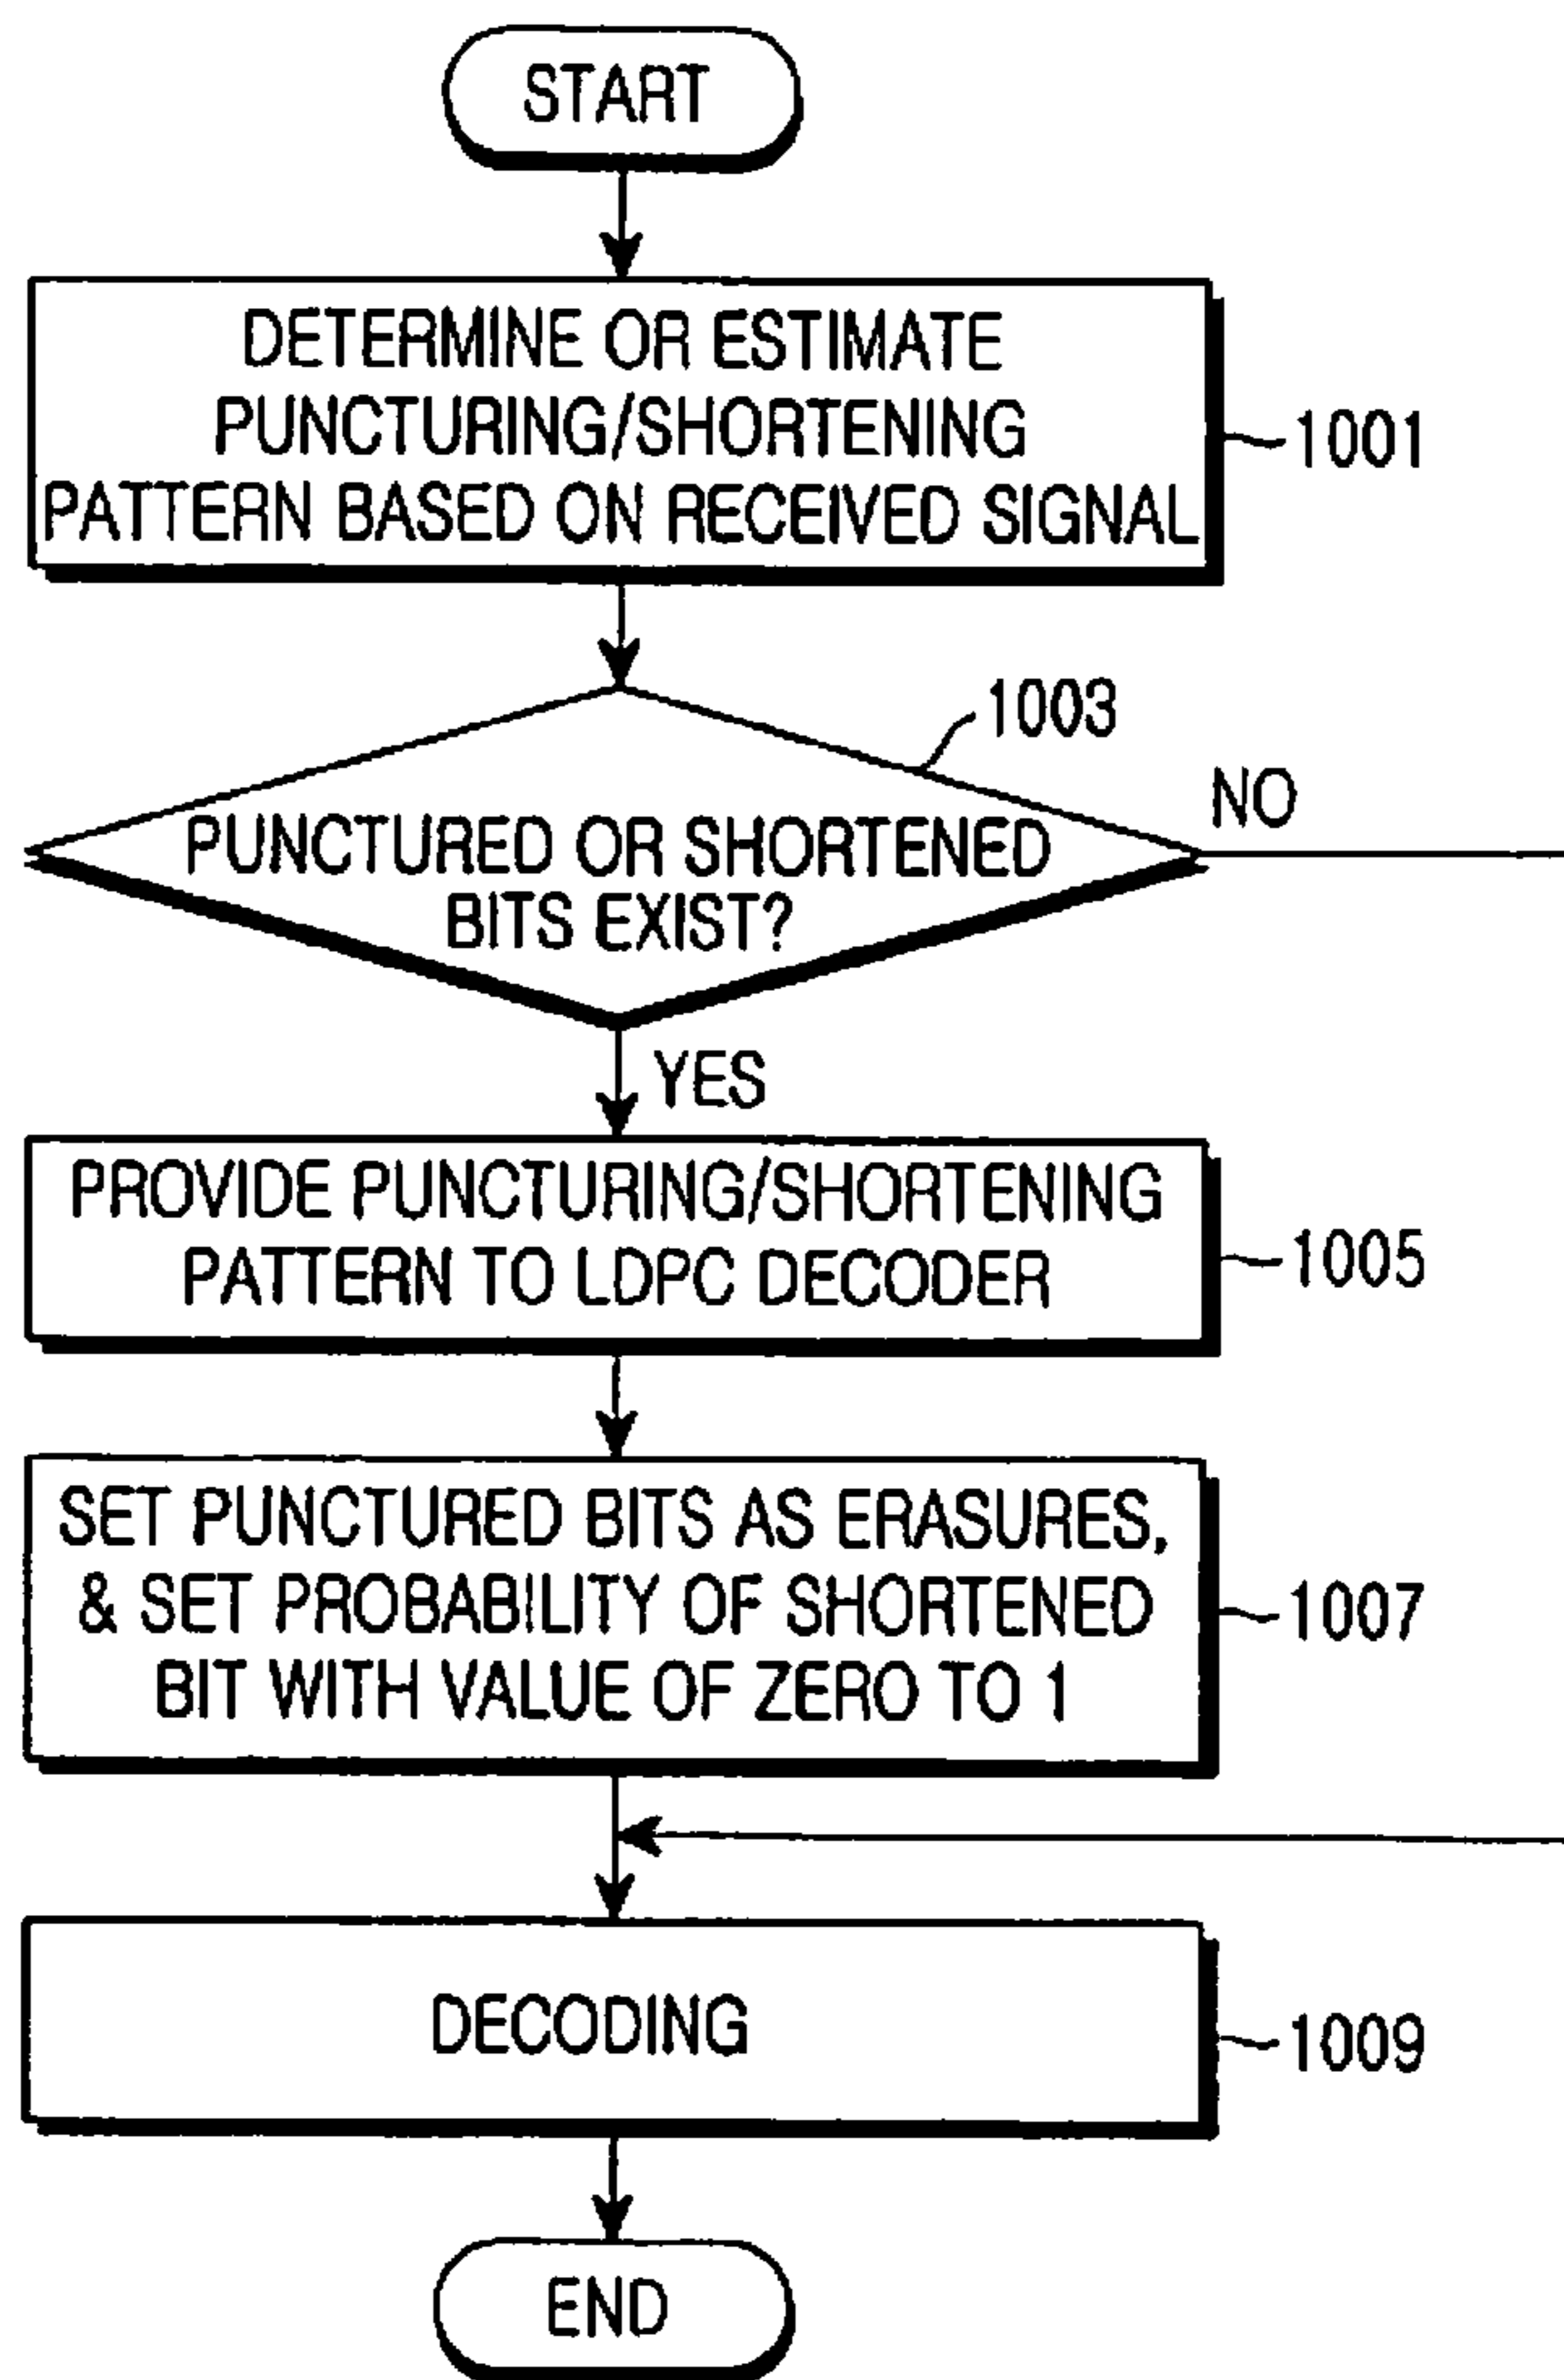 START
DETERMINE OR ESTIMATE
PUNCTURING/SHORTENING
PATTERN BASED ON RECEIVED SIGNAL
1001
1003
NO
PUNCTURED OR SHORTENED
BITS EXIST?
YES
PROVIDE PUNCTURING/SHORTENING
PATTERN TO LDPC DECODER
1005
SET PUNCTURED BITS AS ERASURES,
& SET PROBABILITY OF SHORTENED
BIT WITH VALUE OF ZERO TO 1
1007
DECODING
1009
END